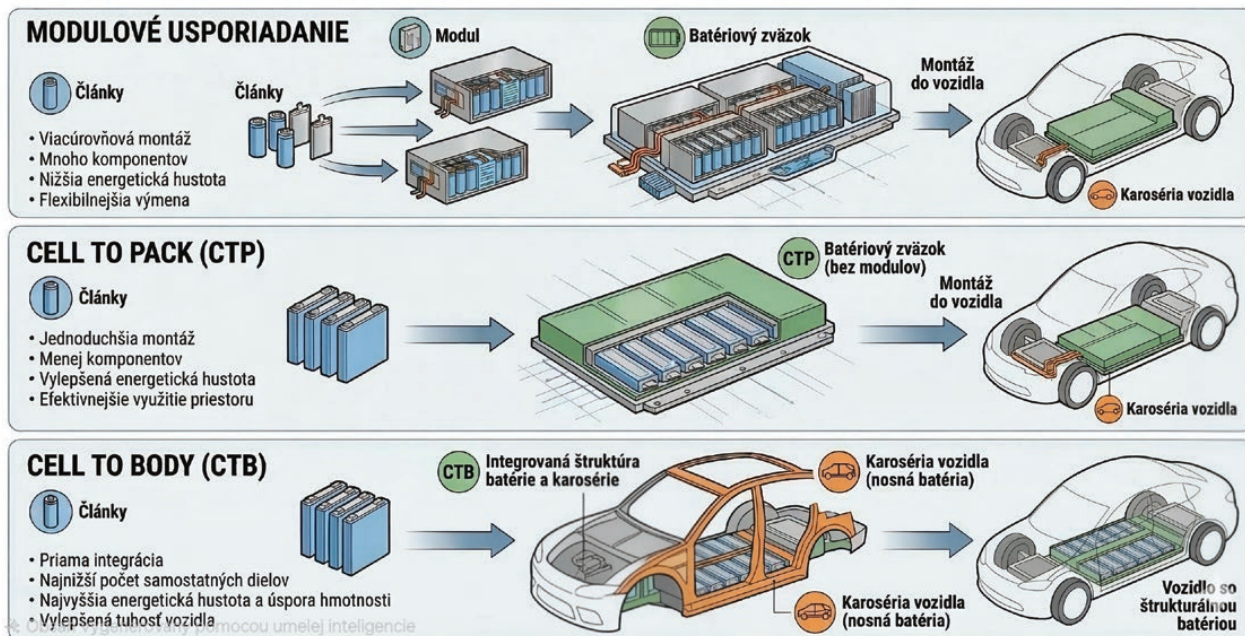 MODULOVÉ USPORIADANIE
Články
• Viacúrovňová montáž
• Mnoho komponentov
• Nižšia energetická hustota
• Flexibilnejšia výmena
Články
Modul
Batériový zväzok
Montáž
do vozidla
Karoséria vozidla
CELL TO PACK (CTP)
Články
• Jednoduchšia montáž
• Menej komponentov
• Vylepšená energetická hustota
• Efektivnejšie využitie priestoru
CTP
Batériový zväzok
(bez modulov)
Montáž
do vozidla
Karoséria vozidla
CELL TO BODY (CTB)
Články
• Priama integrácia
• Najnižší počet samostatných dielov
• Najvyššia energetická hustota a úspora hmotnosti
• Vylepšená tuhosť vozidla
CTB
Integrovaná štruktúra
batérie a karosérie
Karoséria vozidla
(nosná batéria)
Karoséria vozidla
(nosná batéria)
Vozidlo so
štrukturálnou
batériou
Obsah vygenerovaný pomocou umelej inteligencie